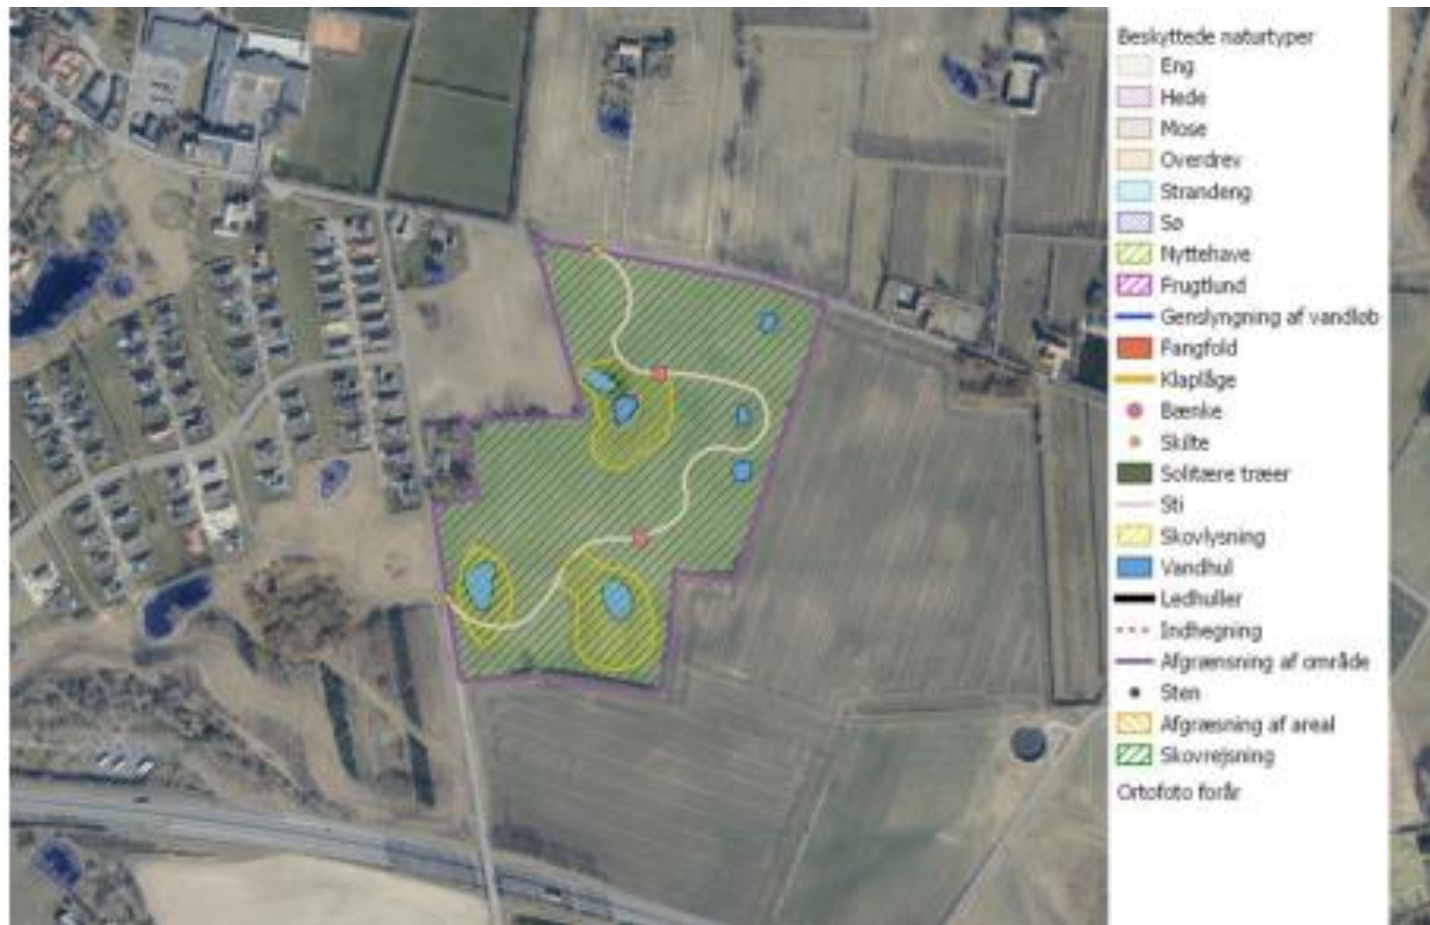 Beskyttede naturtyper
Eng
Hede
Mose
Overdrev
Strandeng
Sø
Nyttehave
Frugtlund
Genslyngning af vandløb
Fangfold
Klaplåge
Bænke
Skilte
Solitære træer
Sti
Skovlysning
Vandhul
Ledhuller
Indhegning
Afgrænsning af område
Sten
Afgræsning af areal
Skovrejsning
Ortofoto forår